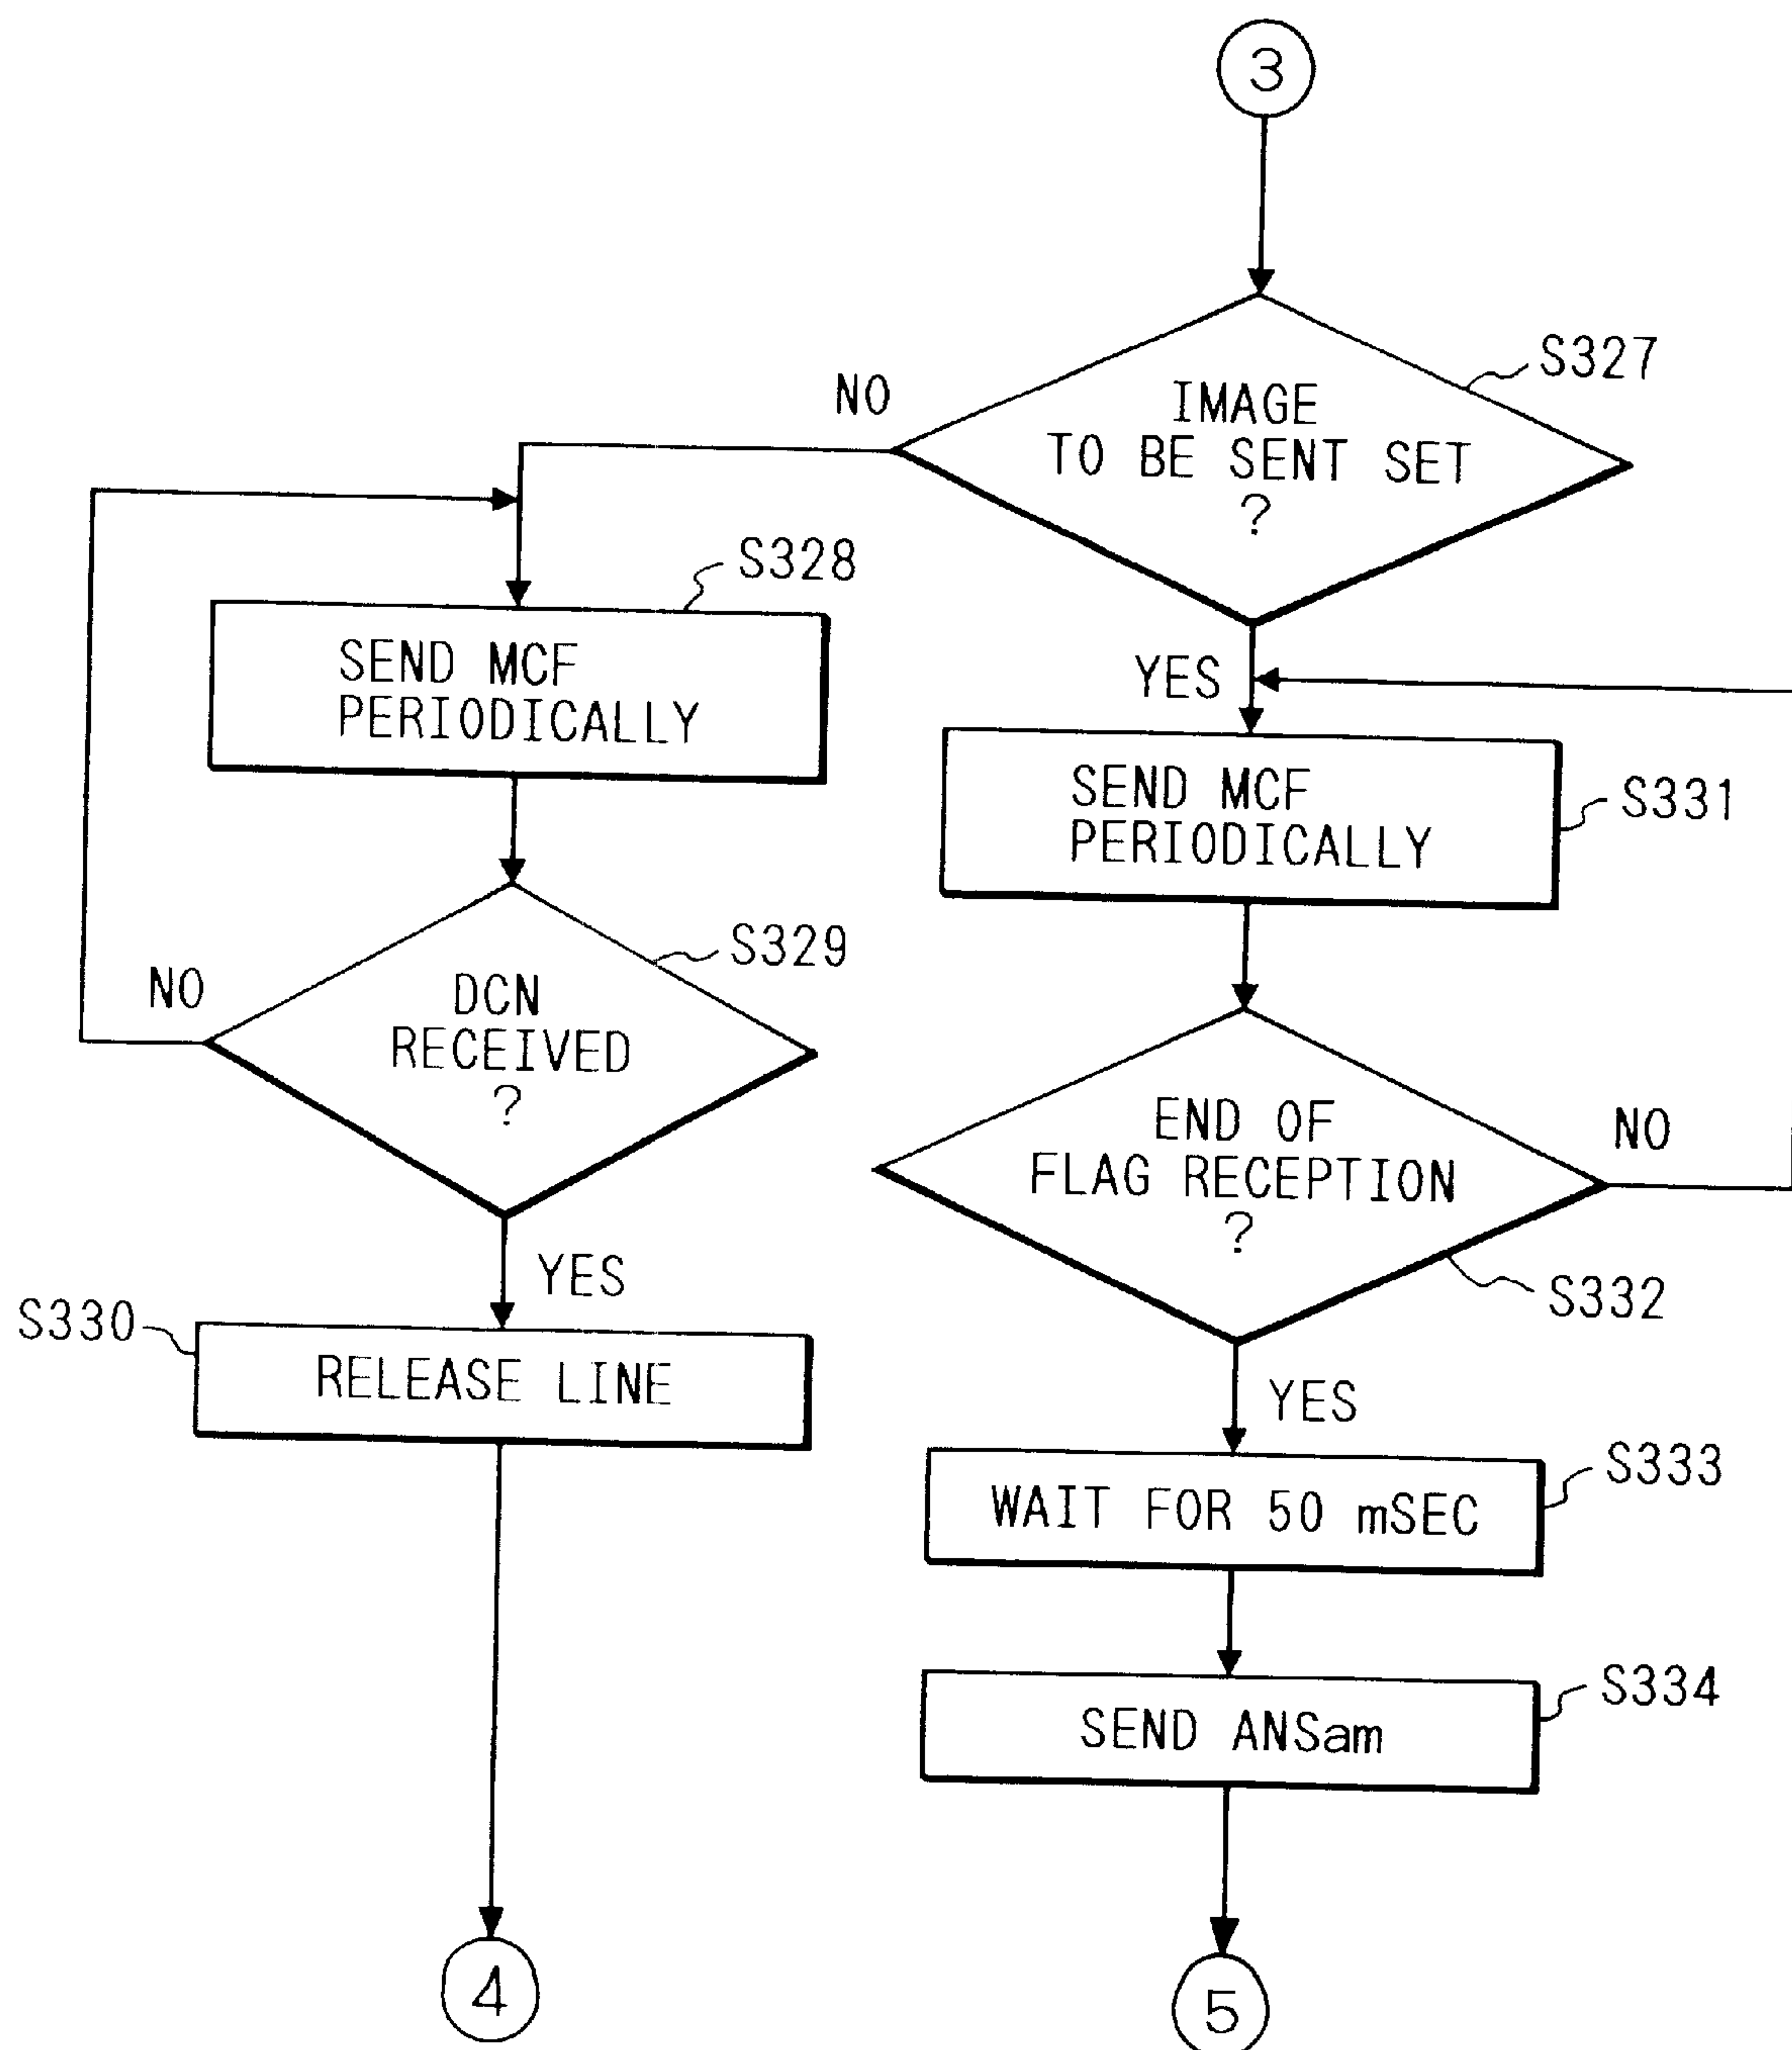 3
S327
NO
IMAGE
TO BE SENT SET
?
S328
SEND MCF
PERIODICALLY
YES
S331
SEND MCF
PERIODICALLY
S329
NO
DCN
RECEIVED
?
END OF
FLAG RECEPTION
?
NO
S332
YES
S330
RELEASE LINE
YES
S333
WAIT FOR 50 mSEC
S334
SEND ANSam
4
5